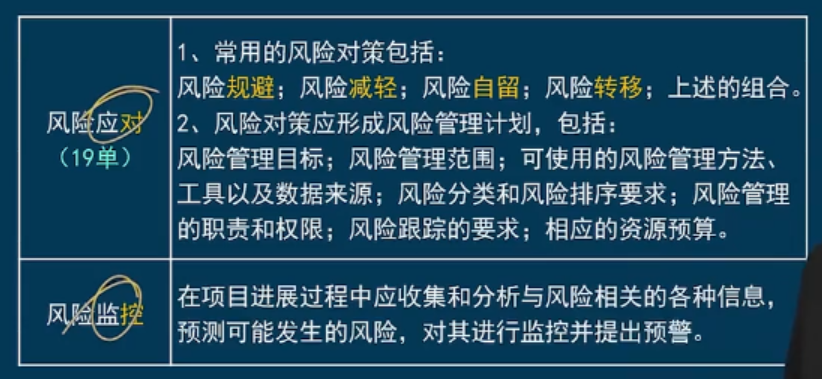 1、常用的风险对策包括：
风险规避；风险减轻；风险自留；风险转移；上述的组合。
风险应对
（19单）
2、风险对策应形成风险管理计划，包括：
风险管理目标；风险管理范围；可使用的风险管理方法、
工具以及数据来源；风险分类和风险排序要求；风险管理
的职责和权限；风险跟踪的要求；相应的资源预算。
风险监控
在项目进展过程中应收集和分析与风险相关的各种信息，
预测可能发生的风险，对其进行监控并提出预警。